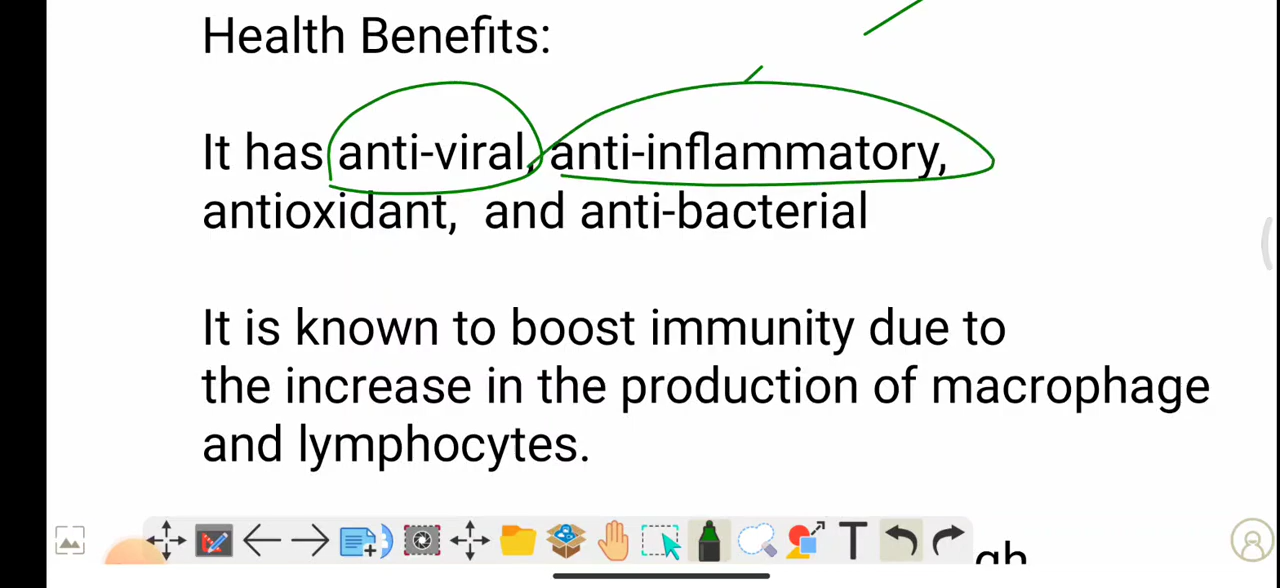 Health Benefits:
It has anti-viral, anti-inflammatory,
antioxidant, and anti-bacterial
It is known to boost immunity due to
the increase in the production of macrophage
and lymphocytes.